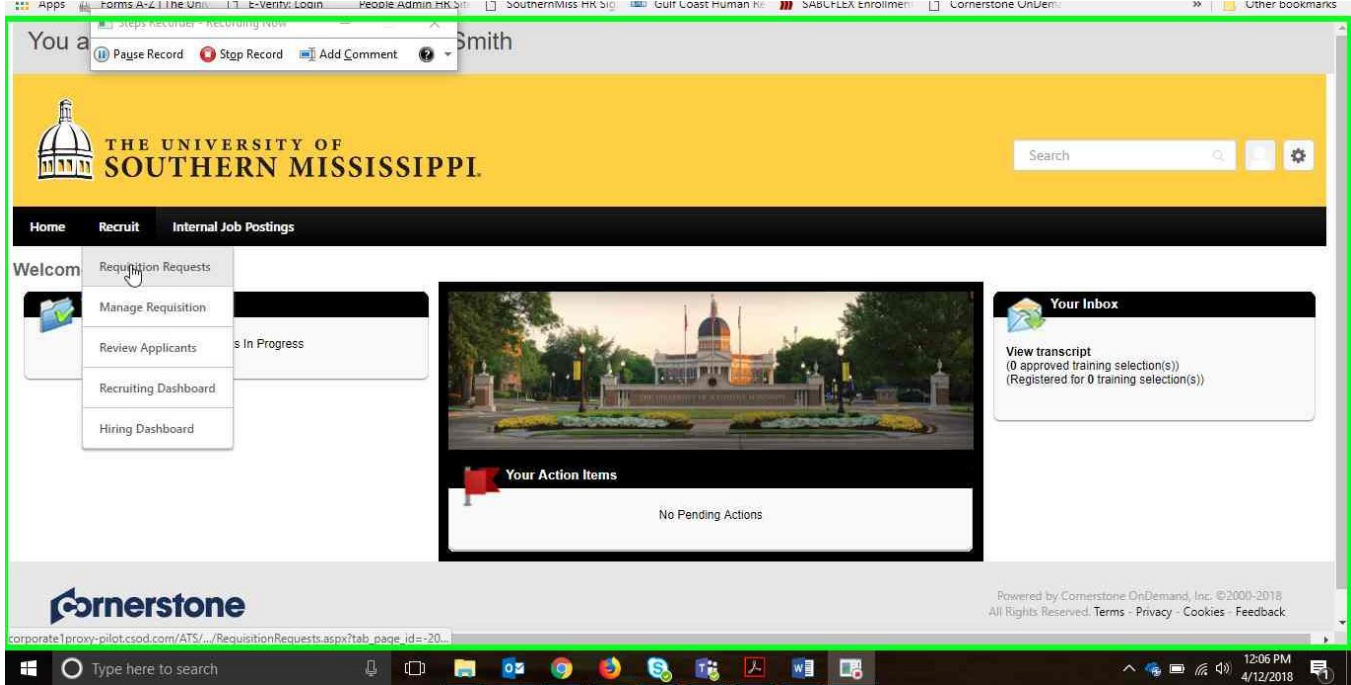 Apps Forms A-Z | The Univ E-Verify: Login People Admin HR Sit SouthernMiss HR Sig Gulf Coast Human Re SABCFLEX Enrollment Cornerstone OnDem » Other bookmarks
Steps Recorder - Recording Now
You a Smith
Pause Record Stop Record Add Comment
THE UNIVERSITY OF
SOUTHERN MISSISSIPPI.
Search
Home Recruit Internal Job Postings
Welcom
Requisition Requests
Manage Requisition
Review Applicants
Recruiting Dashboard
Hiring Dashboard
s In Progress
Your Action Items
No Pending Actions
Your Inbox
View transcript
(0 approved training selection(s))
(Registered for 0 training selection(s))
Cornerstone
Powered by Cornerstone OnDemand, Inc. ©2000-2018
All Rights Reserved. Terms - Privacy - Cookies - Feedback
corporate1proxy-pilot.csod.com/ATS/.../RequisitionRequests.aspx?tab_page_id=-20...
Type here to search
12:06 PM
4/12/2018